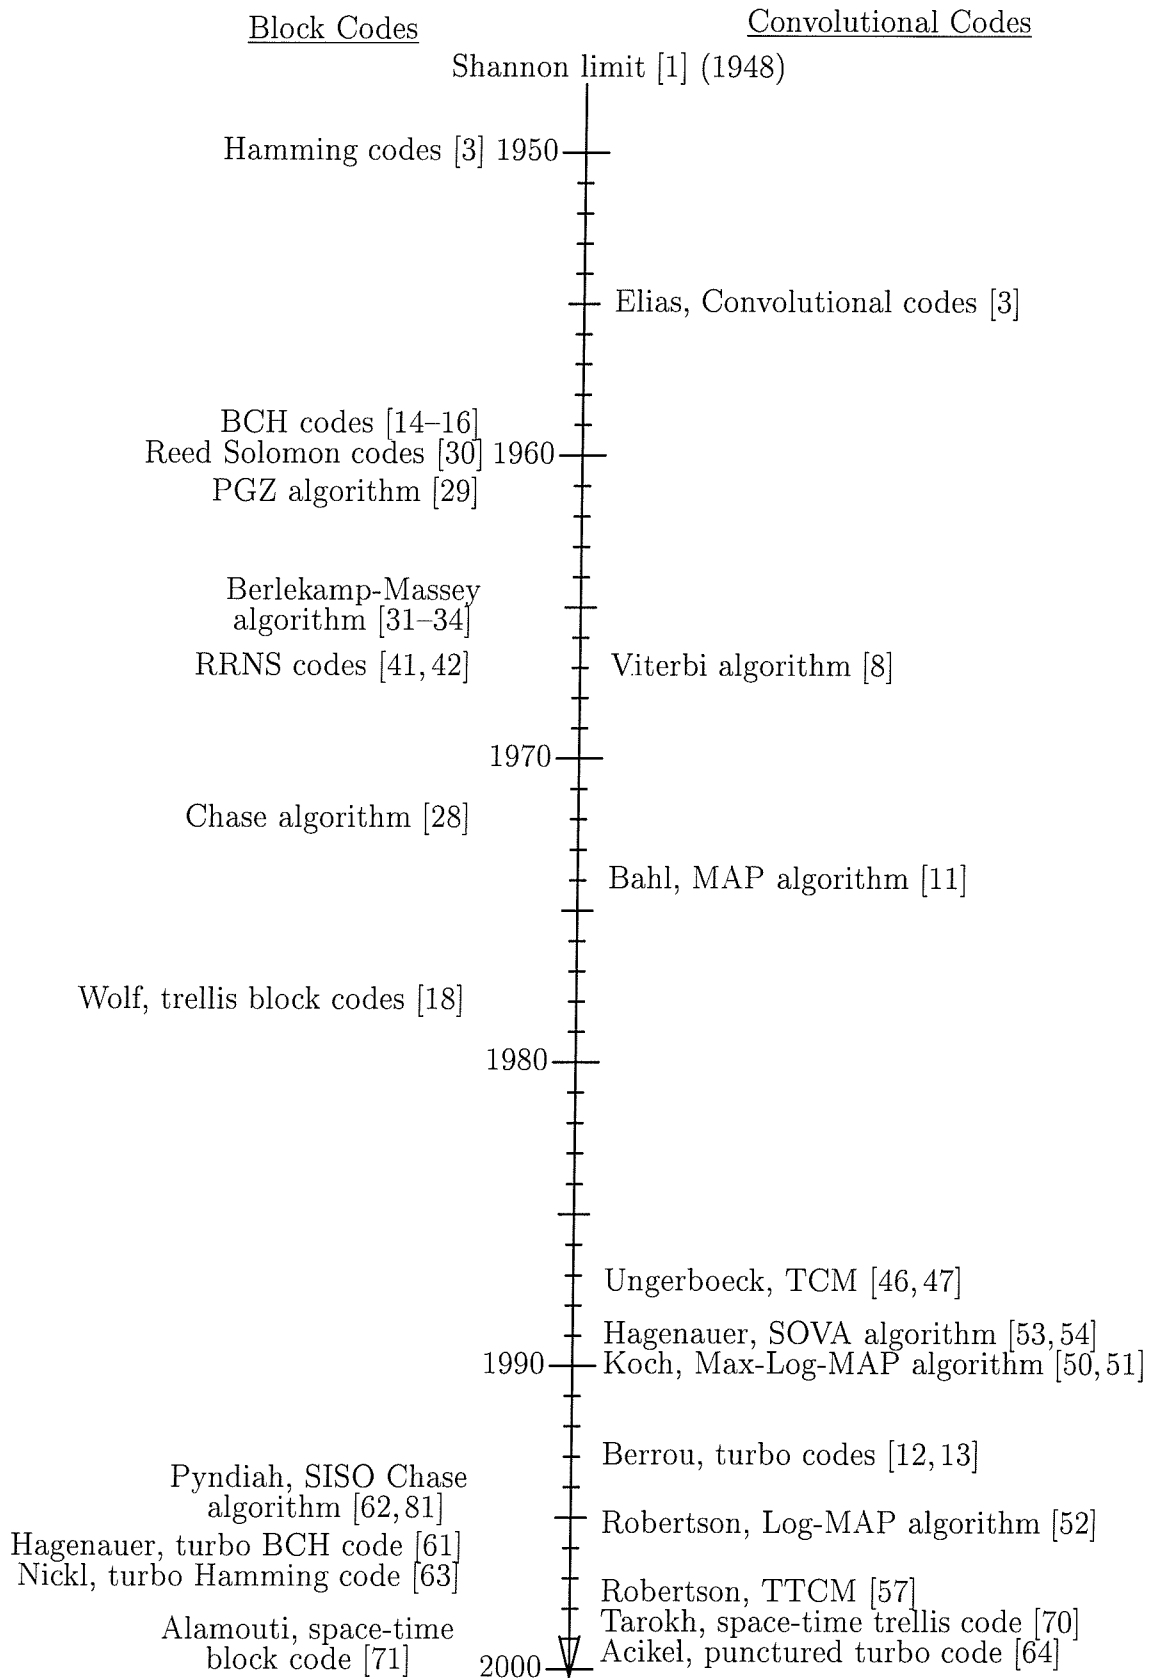 Block Codes
Convolutional Codes
Shannon limit [1] (1948)
Hamming codes [3] 1950
Elias, Convolutional codes [3]
BCH codes [14–16]
Reed Solomon codes [30] 1960
PGZ algorithm [29]
Berlekamp-Massey
algorithm [31–34]
RRNS codes [41, 42]
Viterbi algorithm [8]
1970
Chase algorithm [28]
Bahl, MAP algorithm [11]
Wolf, trellis block codes [18]
1980
Ungerboeck, TCM [46, 47]
Hagenauer, SOVA algorithm [53, 54]
1990 Koch, Max-Log-MAP algorithm [50, 51]
Berrou, turbo codes [12, 13]
Pyndiah, SISO Chase
algorithm [62, 81]
Robertson, Log-MAP algorithm [52]
Hagenauer, turbo BCH code [61]
Nickl, turbo Hamming code [63]
Robertson, TTCM [57]
Tarokh, space-time trellis code [70]
Acikel, punctured turbo code [64]
Alamouti, space-time
block code [71]
2000